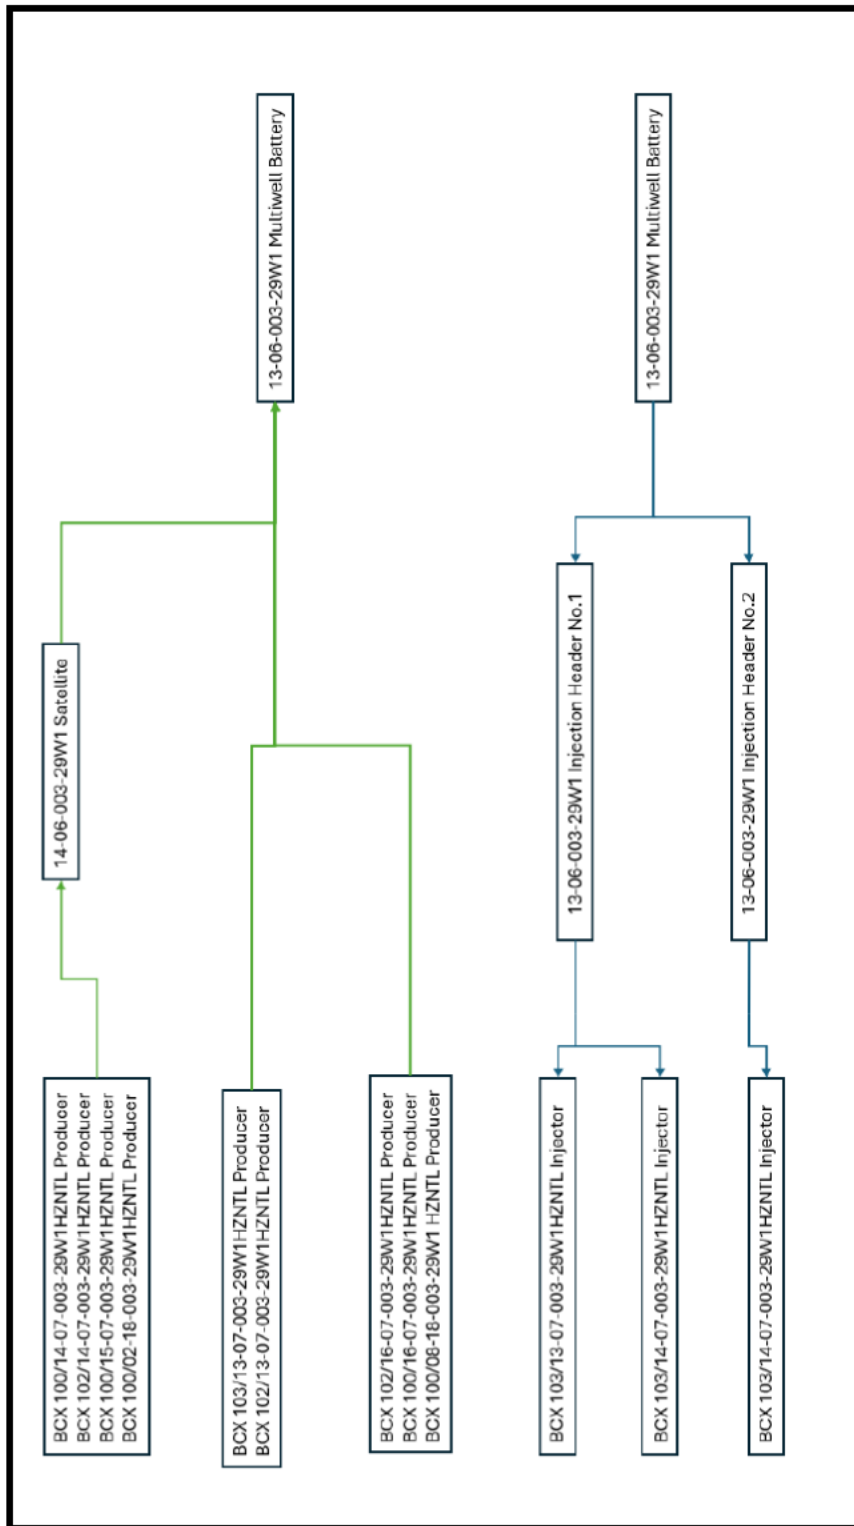 BCX 100/14-07-003-29W1HZNTL Producer
BCX 102/14-07-003-29W1HZNTL Producer
BCX 100/15-07-003-29W1HZNTL Producer
BCX 100/02-18-003-29W1HZNTL Producer
14-06-003-29W1 Satellite
BCX 103/13-07-003-29W1HZNTL Producer
BCX 102/13-07-003-29W1HZNTL Producer
13-06-003-29W1 Multiwell Battery
BCX 102/16-07-003-29W1HZNTL Producer
BCX 100/16-07-003-29W1HZNTL Producer
BCX 100/08-18-003-29W1 HZNTL Producer
BCX 103/13-07-003-29W1HZNTL Injector
13-06-003-29W1 Injection Header No.1
13-06-003-29W1 Multiwell Battery
BCX 103/14-07-003-29W1HZNTL Injector
13-06-003-29W1 Injection Header No.2
BCX 103/14-07-003-29W1HZNTL Injector